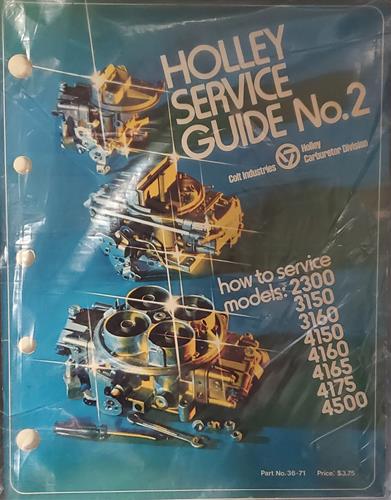 HOLLEY
SERVICE
GUIDE No.2
Colt Industries
Holley
Carburetor Division
how to service
models: 2300
3150
3160
4150
4160
4165
4175
4500
Part No. 36-71
Price: $3.75